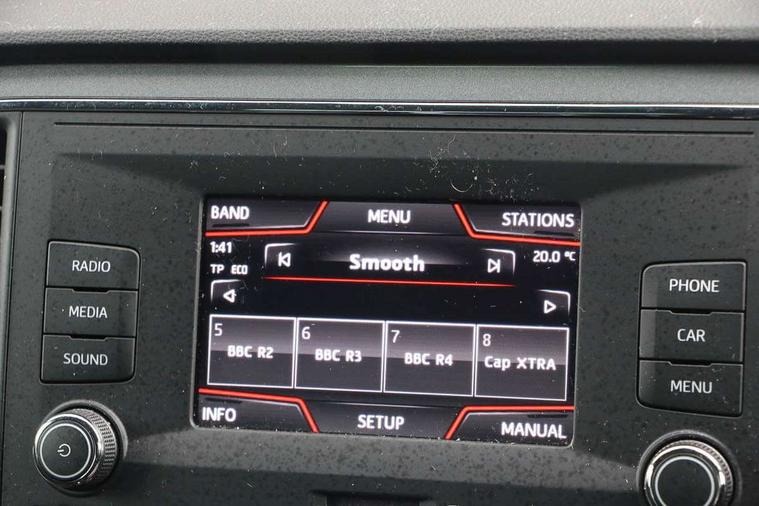 BAND MENU STATIONS
1:41 Smooth 20.0 °C
TP ECO
RADIO
MEDIA
SOUND
5 6 7 8
BBC R2 BBC R3 BBC R4 Cap XTRA
INFO SETUP MANUAL
PHONE
CAR
MENU